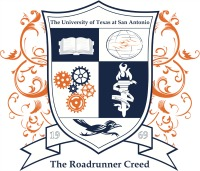 The University of Texas at San Antonio
19 69
The Roadrunner Creed